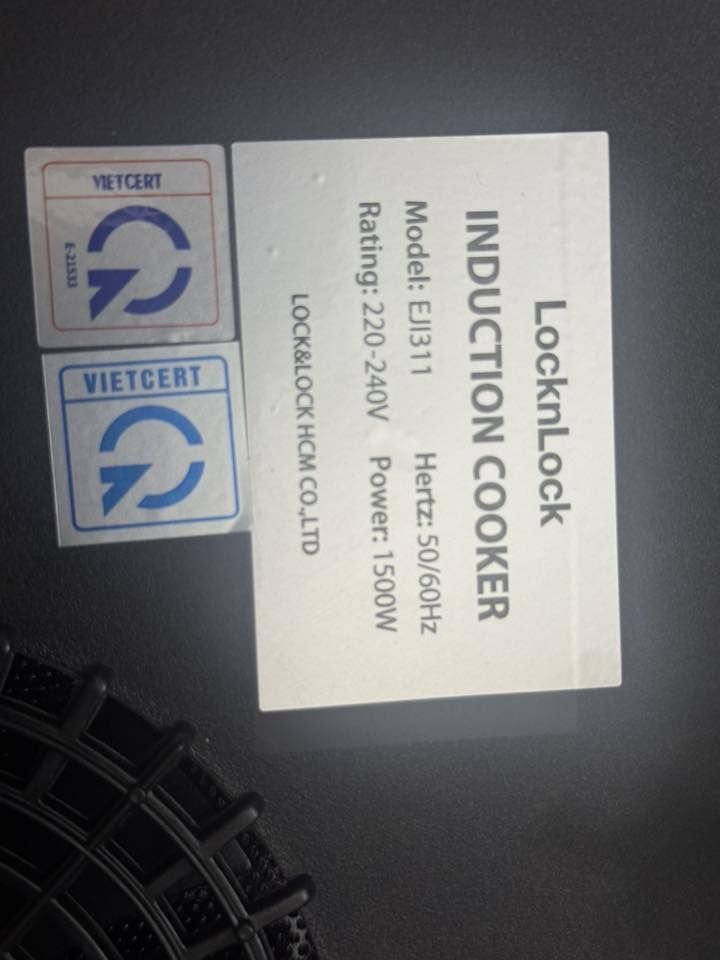 LocknLock
INDUCTION COOKER
Model: EJI311 Hertz: 50/60Hz
Rating: 220-240V Power: 1500W
LOCK&LOCK HCM CO.,LTD
VIETCERT
E-21533
VIETCERT